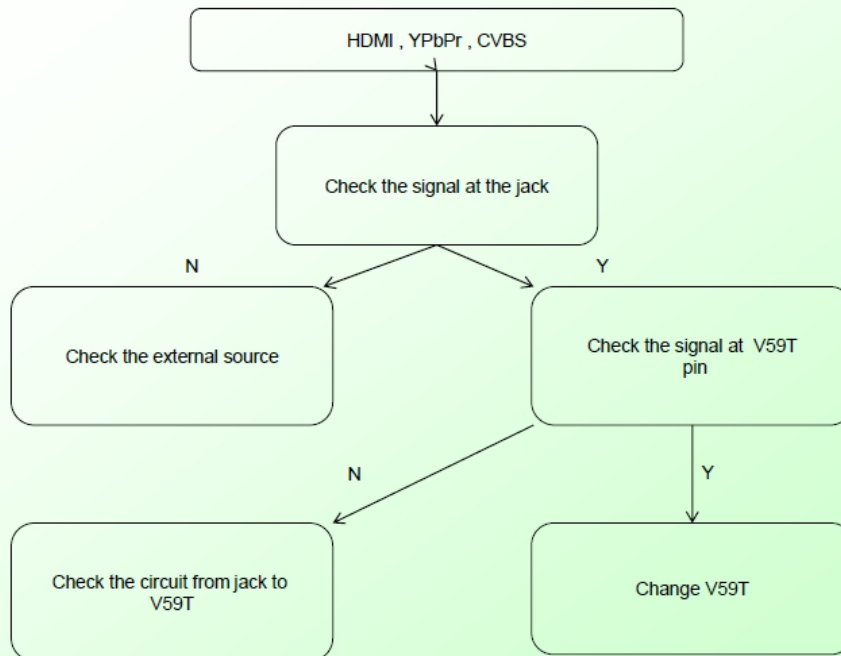 HDMI , YPbPr , CVBS
Check the signal at the jack
N
Y
Check the external source
Check the signal at V59T
pin
N
Y
Check the circuit from jack to
V59T
Change V59T